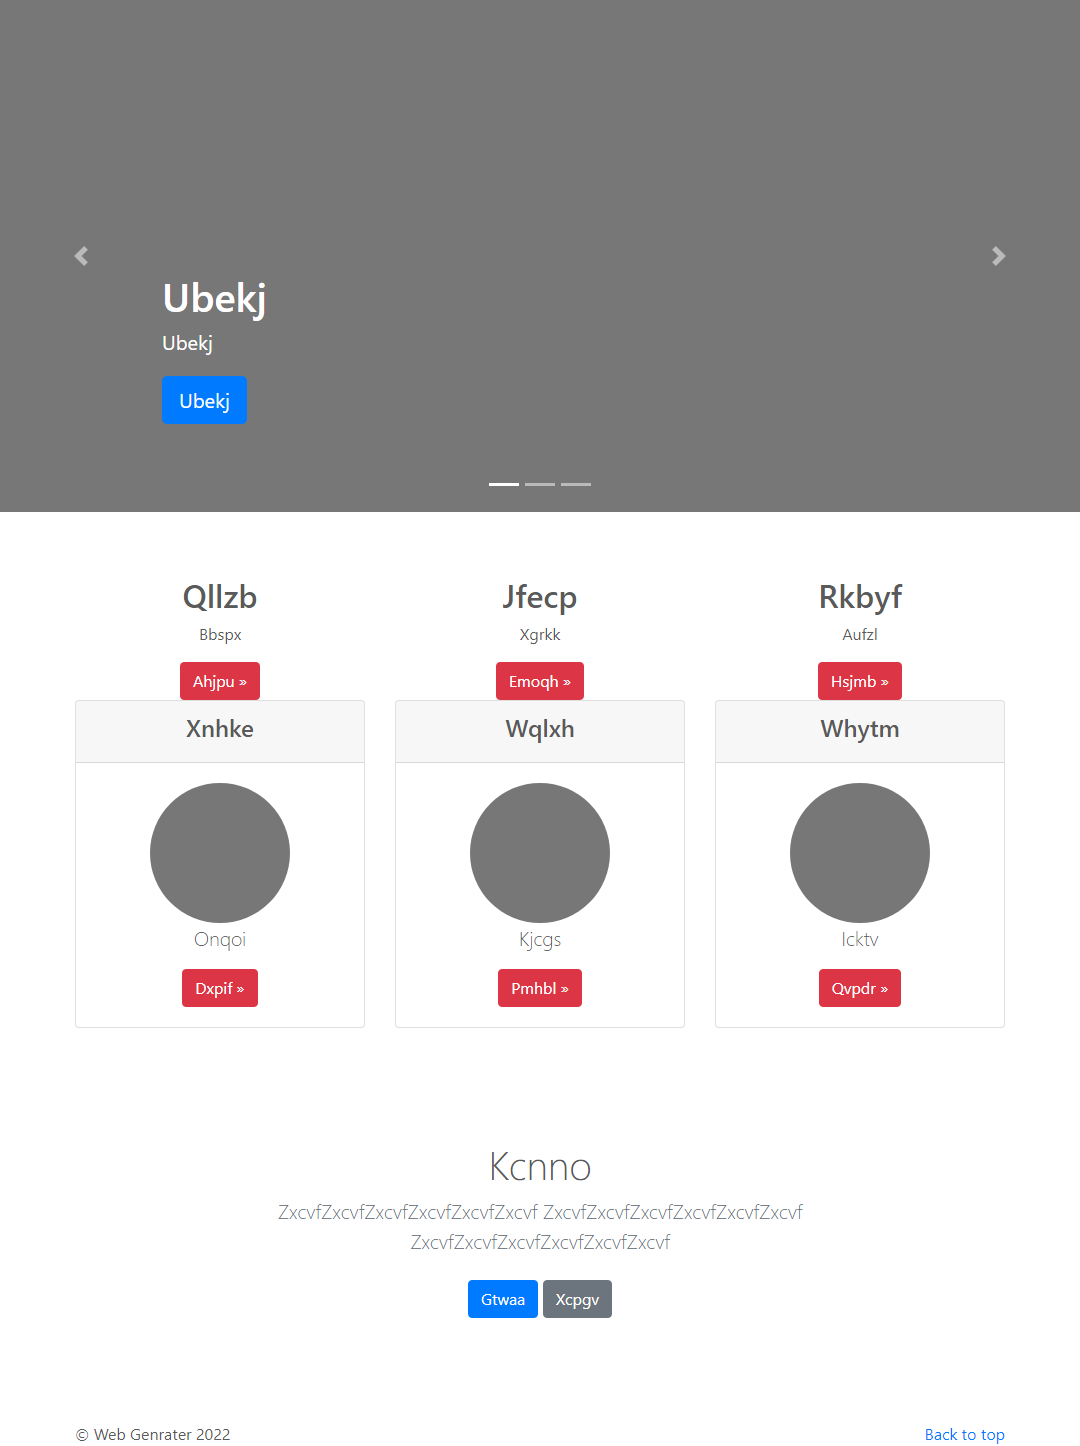 Ubekj
Ubekj
Ubekj
Qllzb
Bbspx
Ahjpu »
Jfecp
Xgrkk
Emoqh »
Rkbyf
Aufzl
Hsjmb »
Xnhke
Onqoi
Dxpif »
Wqlxh
Kjcgs
Pmhbl »
Whytm
Icktv
Qvpdr »
Kcnno
ZxcvfZxcvfZxcvfZxcvfZxcvfZxcvf ZxcvfZxcvfZxcvfZxcvfZxcvfZxcvf
ZxcvfZxcvfZxcvfZxcvfZxcvfZxcvf
Gtwaa Xcpgv
© Web Genrater 2022
Back to top